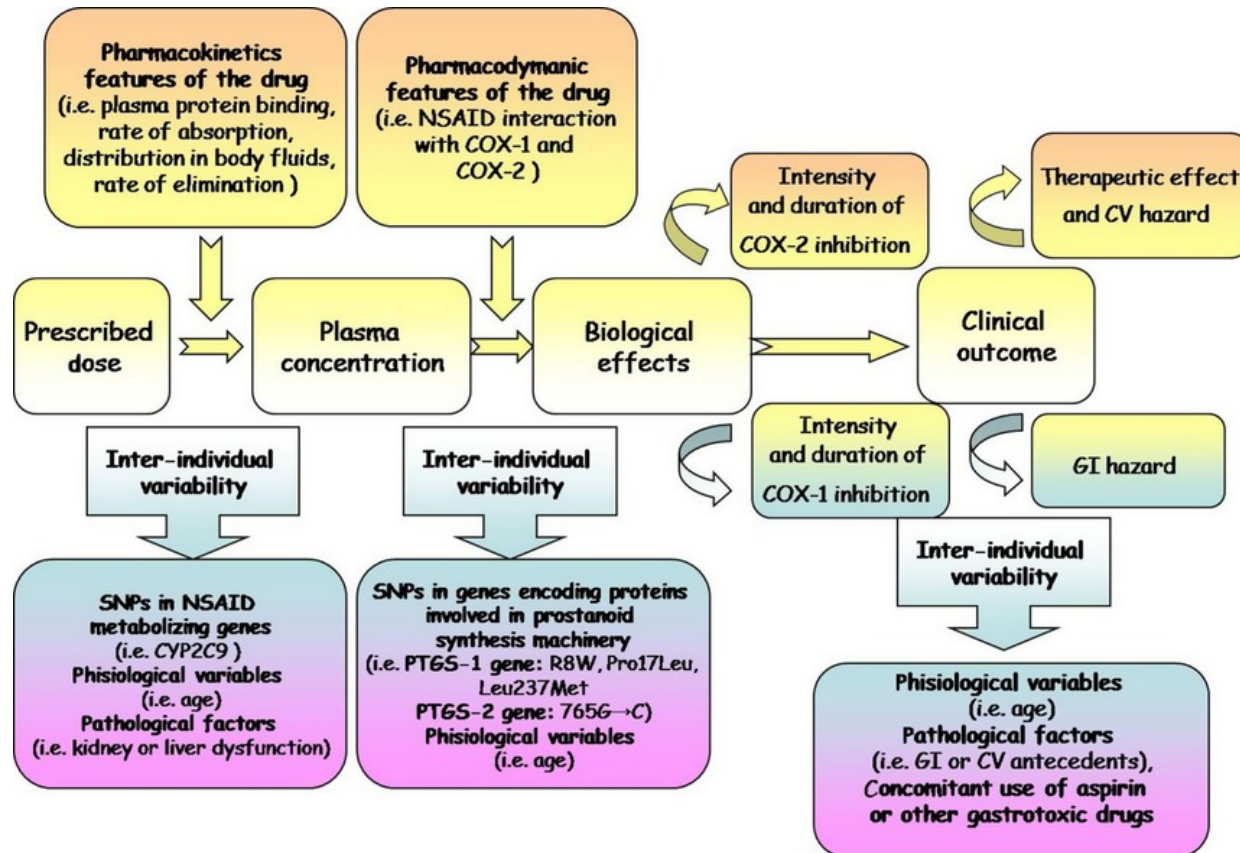 Pharmacokinetics
features of the drug
(i.e. plasma protein binding,
rate of absorption,
distribution in body fluids,
rate of elimination )
Pharmacodymanic
features of the drug
(i.e. NSAID interaction
with COX-1 and
COX-2 )
Intensity
and duration of
COX-2 inhibition
Therapeutic effect
and CV hazard
Prescribed
dose
Plasma
concentration
Biological
effects
Clinical
outcome
Inter-individual
variability
Inter-individual
variability
Intensity
and duration of
COX-1 inhibition
GI hazard
Inter-individual
variability
SNPs in NSAID
metabolizing genes
(i.e. CYP2C9 )
Phisiological variables
(i.e. age)
Pathological factors
(i.e. kidney or liver dysfunction)
SNPs in genes encoding proteins
involved in prostanoid
synthesis machinery
(i.e. PTGS-1 gene: R8W, Pro17Leu,
Leu237Met
PTGS-2 gene: 765G→C)
Phisiological variables
(i.e. age)
Phisiological variables
(i.e. age)
Pathological factors
(i.e. GI or CV antecedents),
Concomitant use of aspirin
or other gastrotoxic drugs